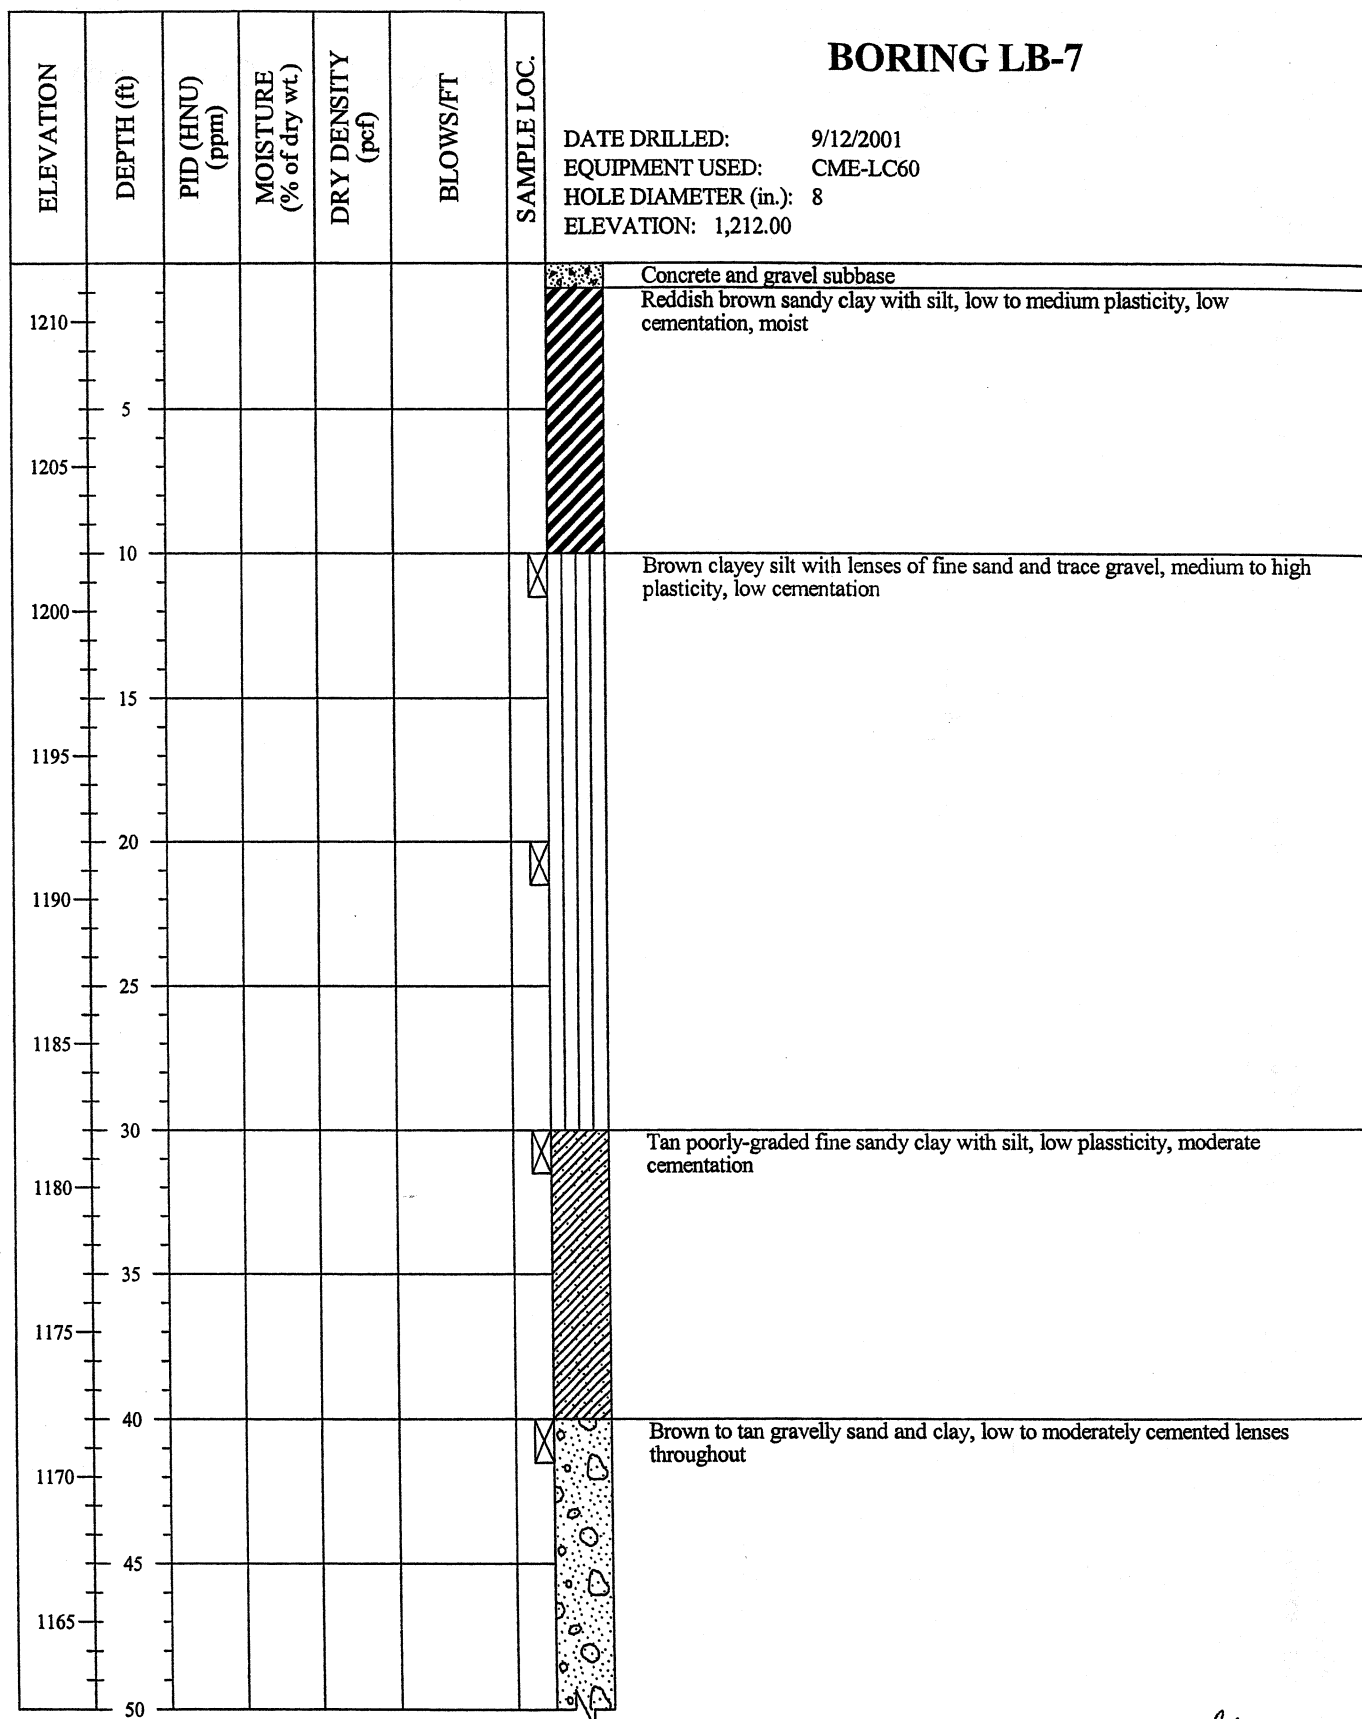 BORING LB-7
ELEVATION
DEPTH (ft)
PID (HNU)
(ppm)
MOISTURE
(% of dry wt.)
DRY DENSITY
(pcf)
BLOWS/FT
SAMPLE LOC.
DATE DRILLED: 9/12/2001
EQUIPMENT USED: CME-LC60
HOLE DIAMETER (in.): 8
ELEVATION: 1,212.00
Concrete and gravel subbase
Reddish brown sandy clay with silt, low to medium plasticity, low
cementation, moist
1210
5
1205
10
Brown clayey silt with lenses of fine sand and trace gravel, medium to high
plasticity, low cementation
1200
15
1195
20
1190
25
1185
30
Tan poorly-graded fine sandy clay with silt, low plassticity, moderate
cementation
1180
35
1175
40
Brown to tan gravelly sand and clay, low to moderately cemented lenses
throughout
1170
45
1165
50